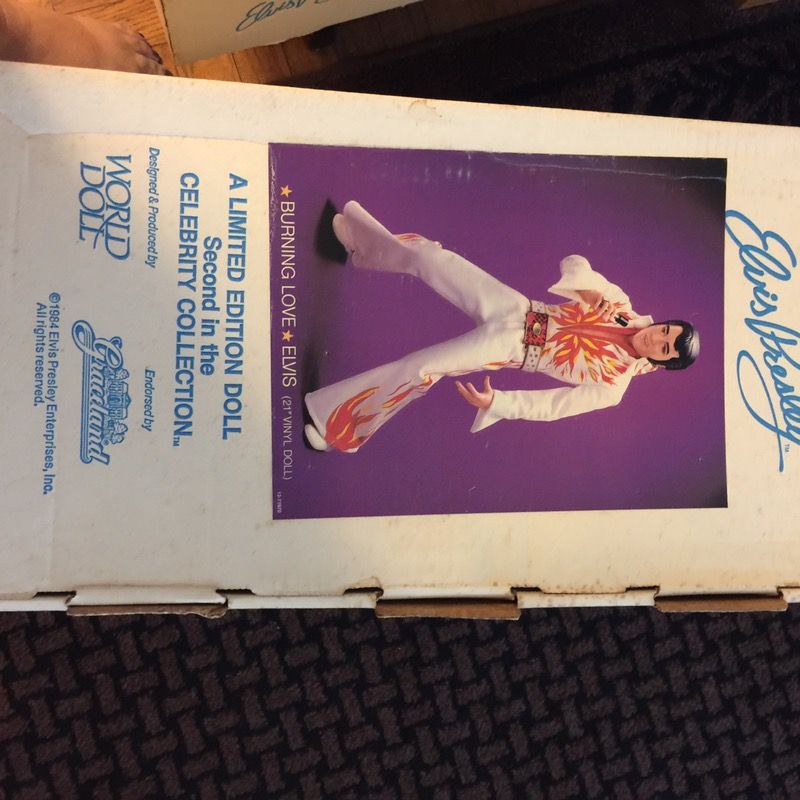 Elvis Presley™
★ BURNING LOVE ★ ELVIS (21" VINYL DOLL)
A LIMITED EDITION DOLL
Second in the
CELEBRITY COLLECTION™
Designed & Produced by
WORLD
DOLL
Endorsed by
Graceland
©1984 Elvis Presley Enterprises, Inc.
All rights reserved.
Elvis